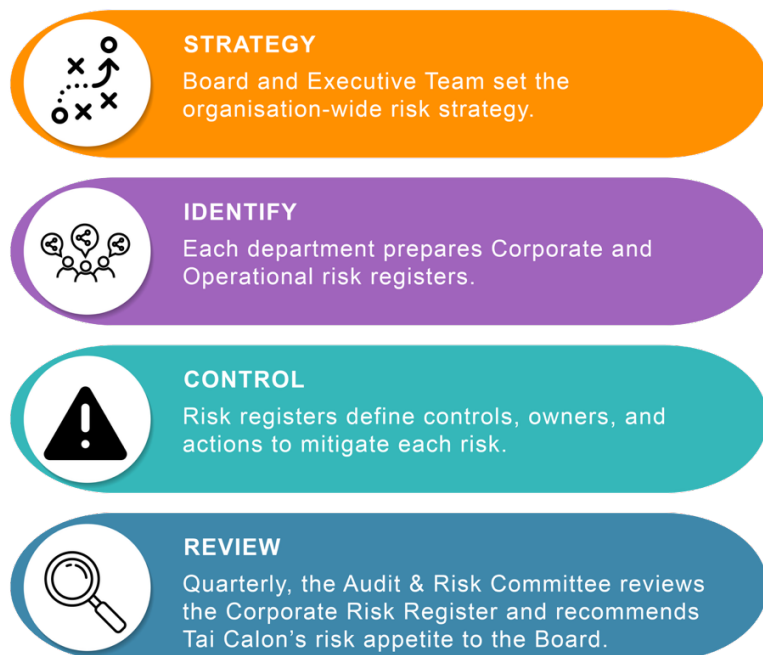 STRATEGY
Board and Executive Team set the
organisation-wide risk strategy.
IDENTIFY
Each department prepares Corporate and
Operational risk registers.
CONTROL
Risk registers define controls, owners, and
actions to mitigate each risk.
REVIEW
Quarterly, the Audit & Risk Committee reviews
the Corporate Risk Register and recommends
Tai Calon’s risk appetite to the Board.